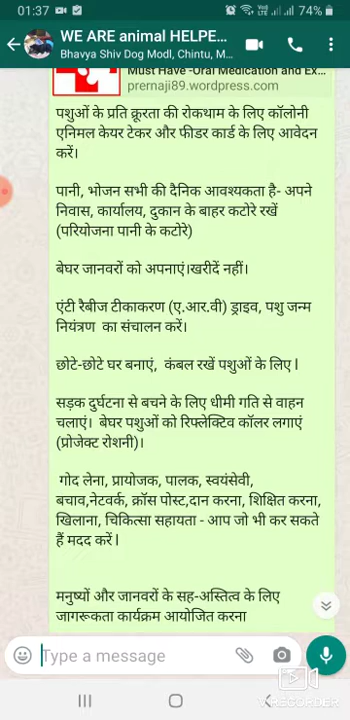 01:37
74%
WE ARE animal HELPE...
Bhavya Shiv Dog Modl, Chintu, M...
Must Have -Oral Medication and Ex...
prernaji89.wordpress.com
पशुओं के प्रति क्रूरता की रोकथाम के लिए कॉलोनी
एनिमल केयर टेकर और फीडर कार्ड के लिए आवेदन
करें।
पानी, भोजन सभी की दैनिक आवश्यकता है- अपने
निवास, कार्यालय, दुकान के बाहर कटोरे रखें
(परियोजना पानी के कटोरे)
बेघर जानवरों को अपनाएं।खरीदें नहीं।
एंटी रैबीज टीकाकरण (ए.आर.वी) ड्राइव, पशु जन्म
नियंत्रण का संचालन करें।
छोटे-छोटे घर बनाएं, कंबल रखें पशुओं के लिए l
सड़क दुर्घटना से बचने के लिए धीमी गति से वाहन
चलाएं। बेघर पशुओं को रिफ्लेक्टिव कॉलर लगाएं
(प्रोजेक्ट रोशनी)।
गोद लेना, प्रायोजक, पालक, स्वयंसेवी,
बचाव,नेटवर्क, क्रॉस पोस्ट,दान करना, शिक्षित करना,
खिलाना, चिकित्सा सहायता - आप जो भी कर सकते
हैं मदद करें l
मनुष्यों और जानवरों के सह-अस्तित्व के लिए
जागरूकता कार्यक्रम आयोजित करना
Type a message
VIRECORDER